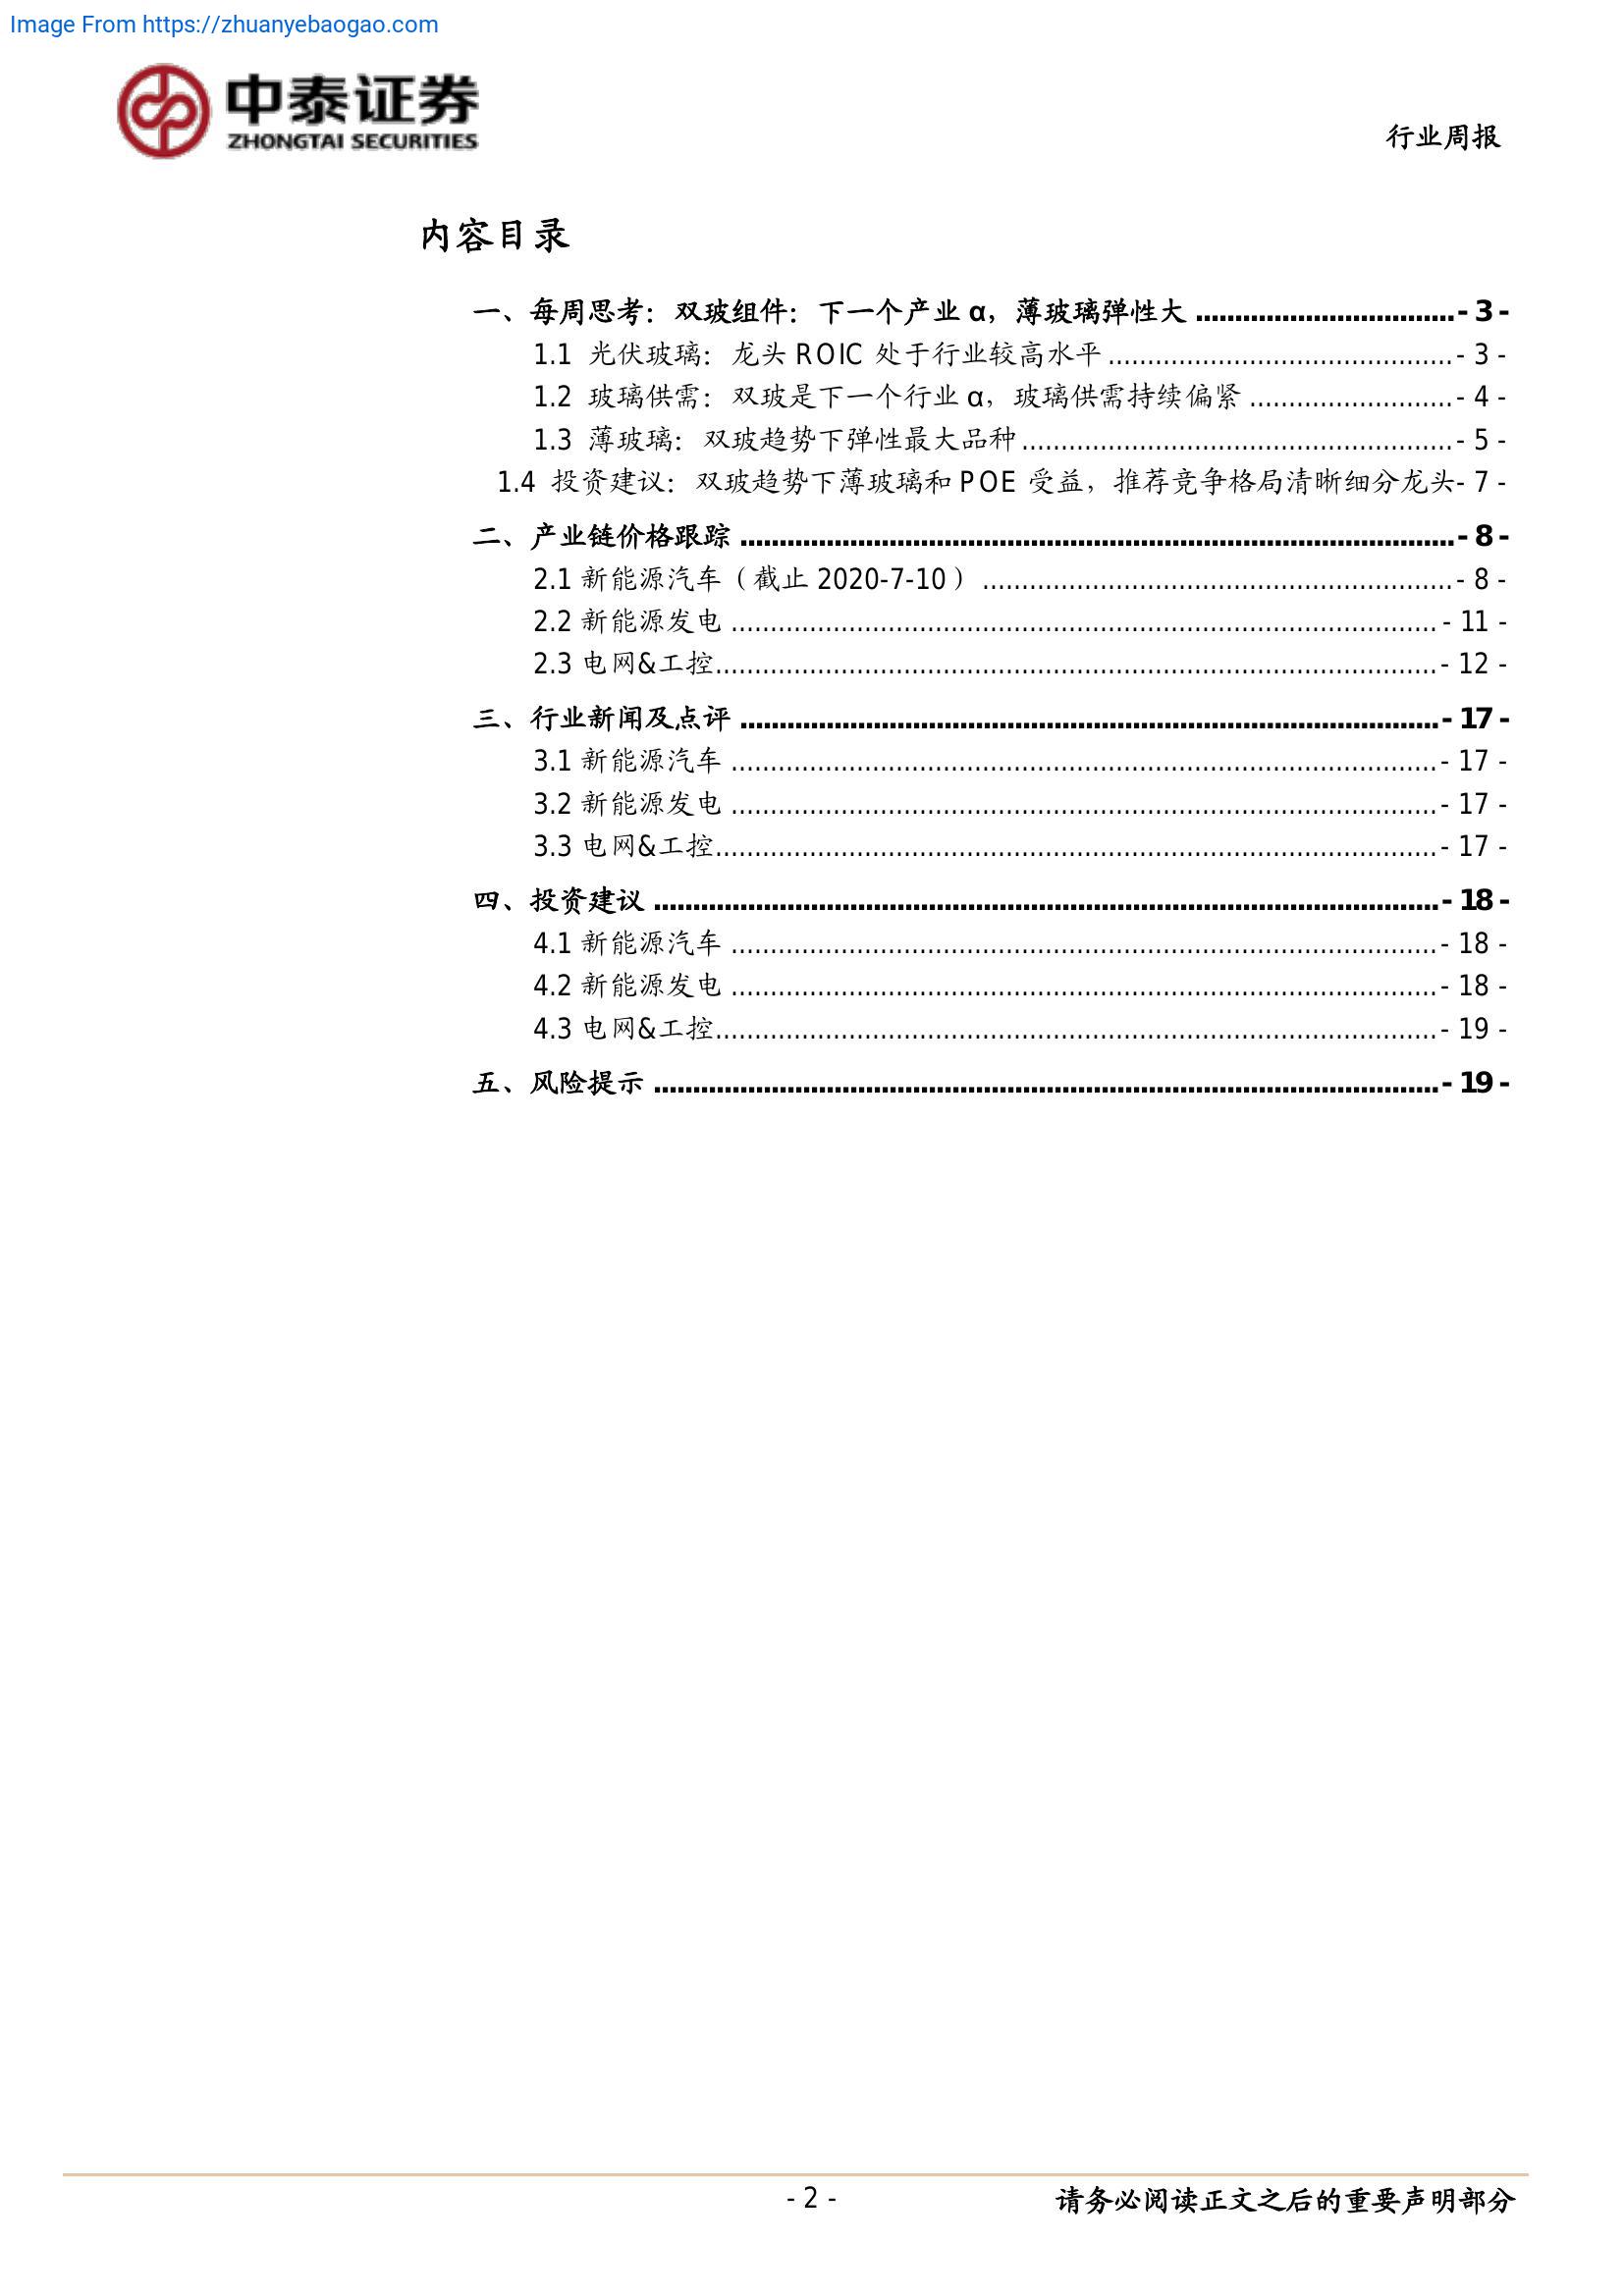 Image From https://zhuanyebaogao.com
中泰证券
ZHONGTAI SECURITIES
行业周报
内容目录
一、每周思考：双玻组件：下一个产业 α，薄玻璃弹性大 ................................. - 3 -
1.1 光伏玻璃：龙头 ROIC 处于行业较高水平 ............................................ - 3 -
1.2 玻璃供需：双玻是下一个行业 α，玻璃供需持续偏紧 .......................... - 4 -
1.3 薄玻璃：双玻趋势下弹性最大品种 ....................................................... - 5 -
1.4 投资建议：双玻趋势下薄玻璃和 POE 受益，推荐竞争格局清晰细分龙头 - 7 -
二、产业链价格跟踪 ........................................................................................... - 8 -
2.1 新能源汽车（截止 2020-7-10） ............................................................ - 8 -
2.2 新能源发电 .......................................................................................... - 11 -
2.3 电网&工控 ............................................................................................ - 12 -
三、行业新闻及点评 ......................................................................................... - 17 -
3.1 新能源汽车 .......................................................................................... - 17 -
3.2 新能源发电 .......................................................................................... - 17 -
3.3 电网&工控 ............................................................................................ - 17 -
四、投资建议 .................................................................................................... - 18 -
4.1 新能源汽车 .......................................................................................... - 18 -
4.2 新能源发电 .......................................................................................... - 18 -
4.3 电网&工控 ............................................................................................ - 19 -
五、风险提示 .................................................................................................... - 19 -
- 2 -
请务必阅读正文之后的重要声明部分